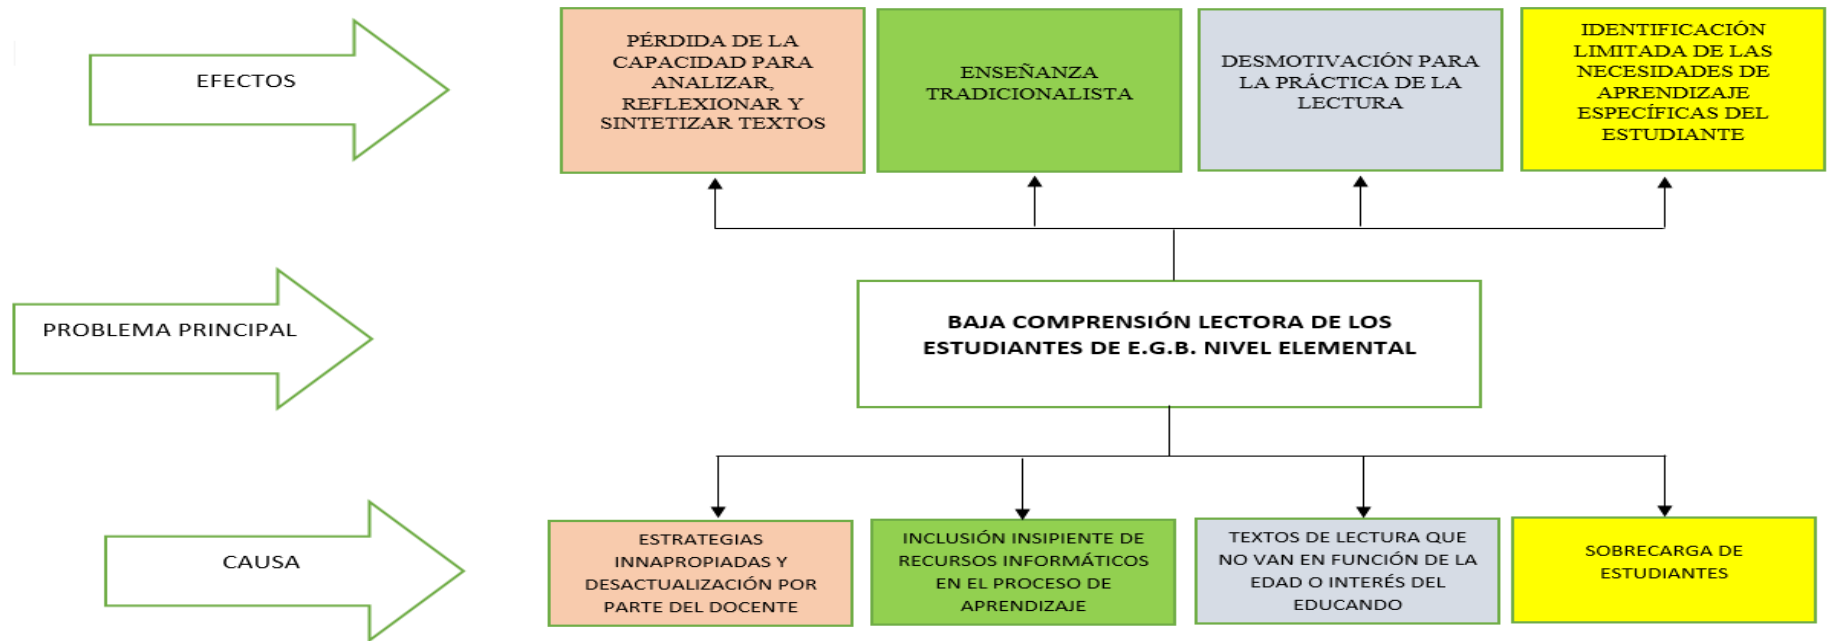 EFECTOS
PÉRDIDA DE LA
CAPACIDAD PARA
ANALIZAR,
REFLEXIONAR Y
SINTETIZAR TEXTOS
ENSEÑANZA
TRADICIONALISTA
DESMOTIVACIÓN PARA
LA PRÁCTICA DE LA
LECTURA
IDENTIFICACIÓN
LIMITADA DE LAS
NECESIDADES DE
APRENDIZAJE
ESPECÍFICAS DEL
ESTUDIANTE
PROBLEMA PRINCIPAL
BAJA COMPRENSIÓN LECTORA DE LOS
ESTUDIANTES DE E.G.B. NIVEL ELEMENTAL
CAUSA
ESTRATEGIAS
INNAPROPIADAS Y
DESACTUALIZACIÓN POR
PARTE DEL DOCENTE
INCLUSIÓN INSIPIENTE DE
RECURSOS INFORMÁTICOS
EN EL PROCESO DE
APRENDIZAJE
TEXTOS DE LECTURA QUE
NO VAN EN FUNCIÓN DE LA
EDAD O INTERÉS DEL
EDUCANDO
SOBRECARGA DE
ESTUDIANTES